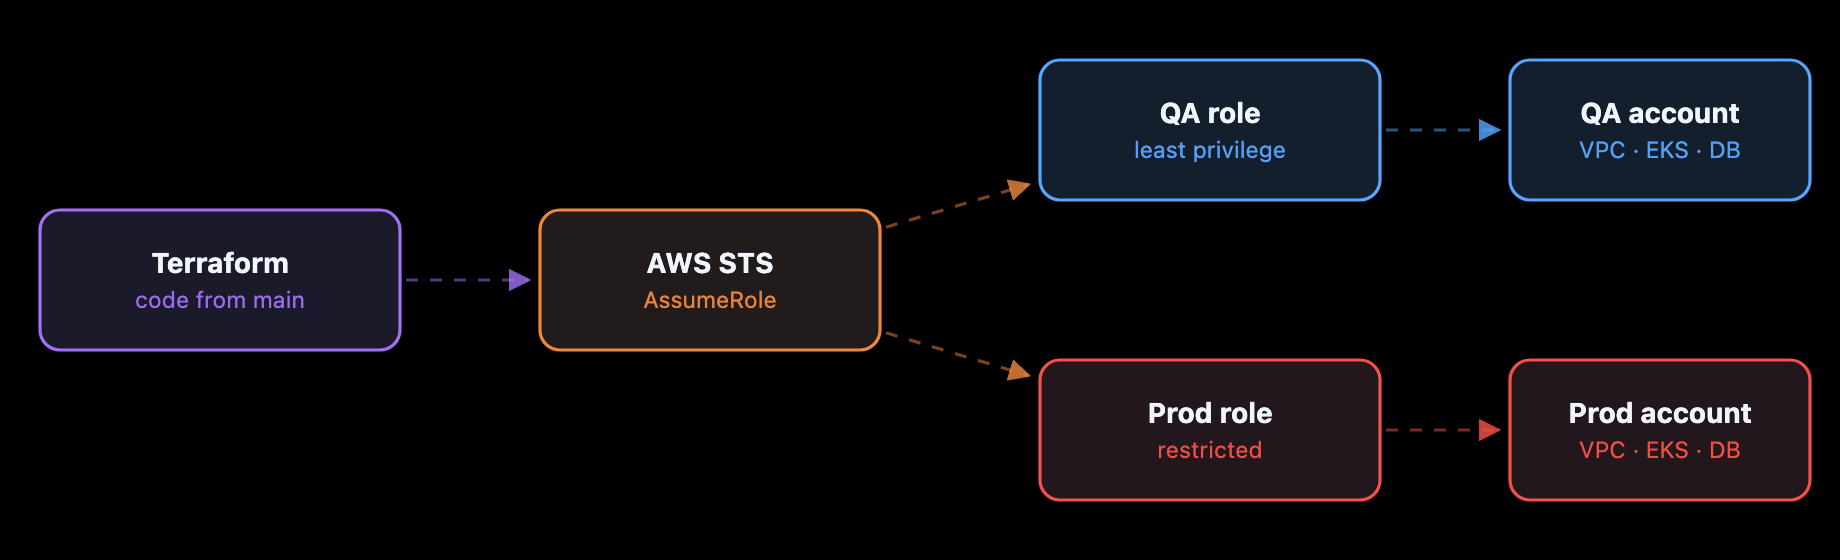 Terraform
code from main
AWS STS
AssumeRole
QA role
least privilege
QA account
VPC · EKS · DB
Prod role
restricted
Prod account
VPC · EKS · DB